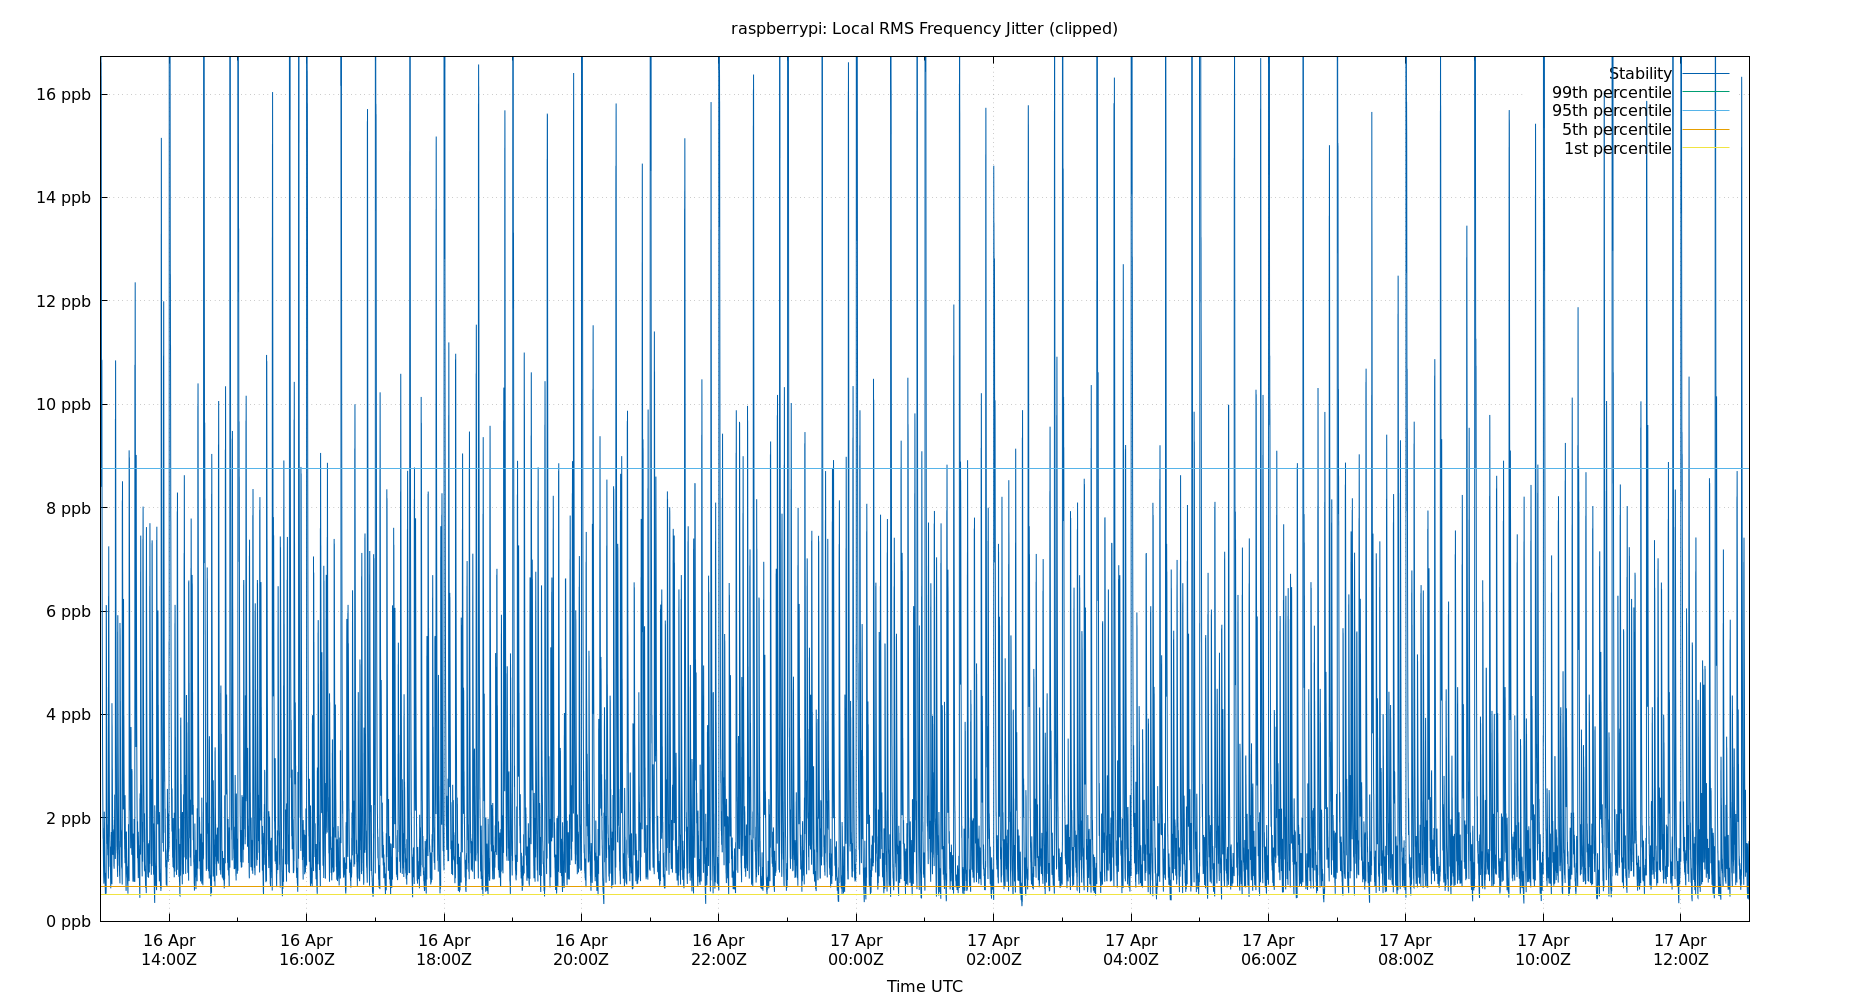 raspberrypi: Local RMS Frequency Jitter (clipped)
Stability
99th percentile
95th percentile
5th percentile
1st percentile
16 ppb
14 ppb
12 ppb
10 ppb
8 ppb
6 ppb
4 ppb
2 ppb
0 ppb
16 Apr 16 Apr 16 Apr 16 Apr 16 Apr 17 Apr 17 Apr 17 Apr 17 Apr 17 Apr 17 Apr 17 Apr
14:00Z 16:00Z 18:00Z 20:00Z 22:00Z 00:00Z 02:00Z 04:00Z 06:00Z 08:00Z 10:00Z 12:00Z
Time UTC